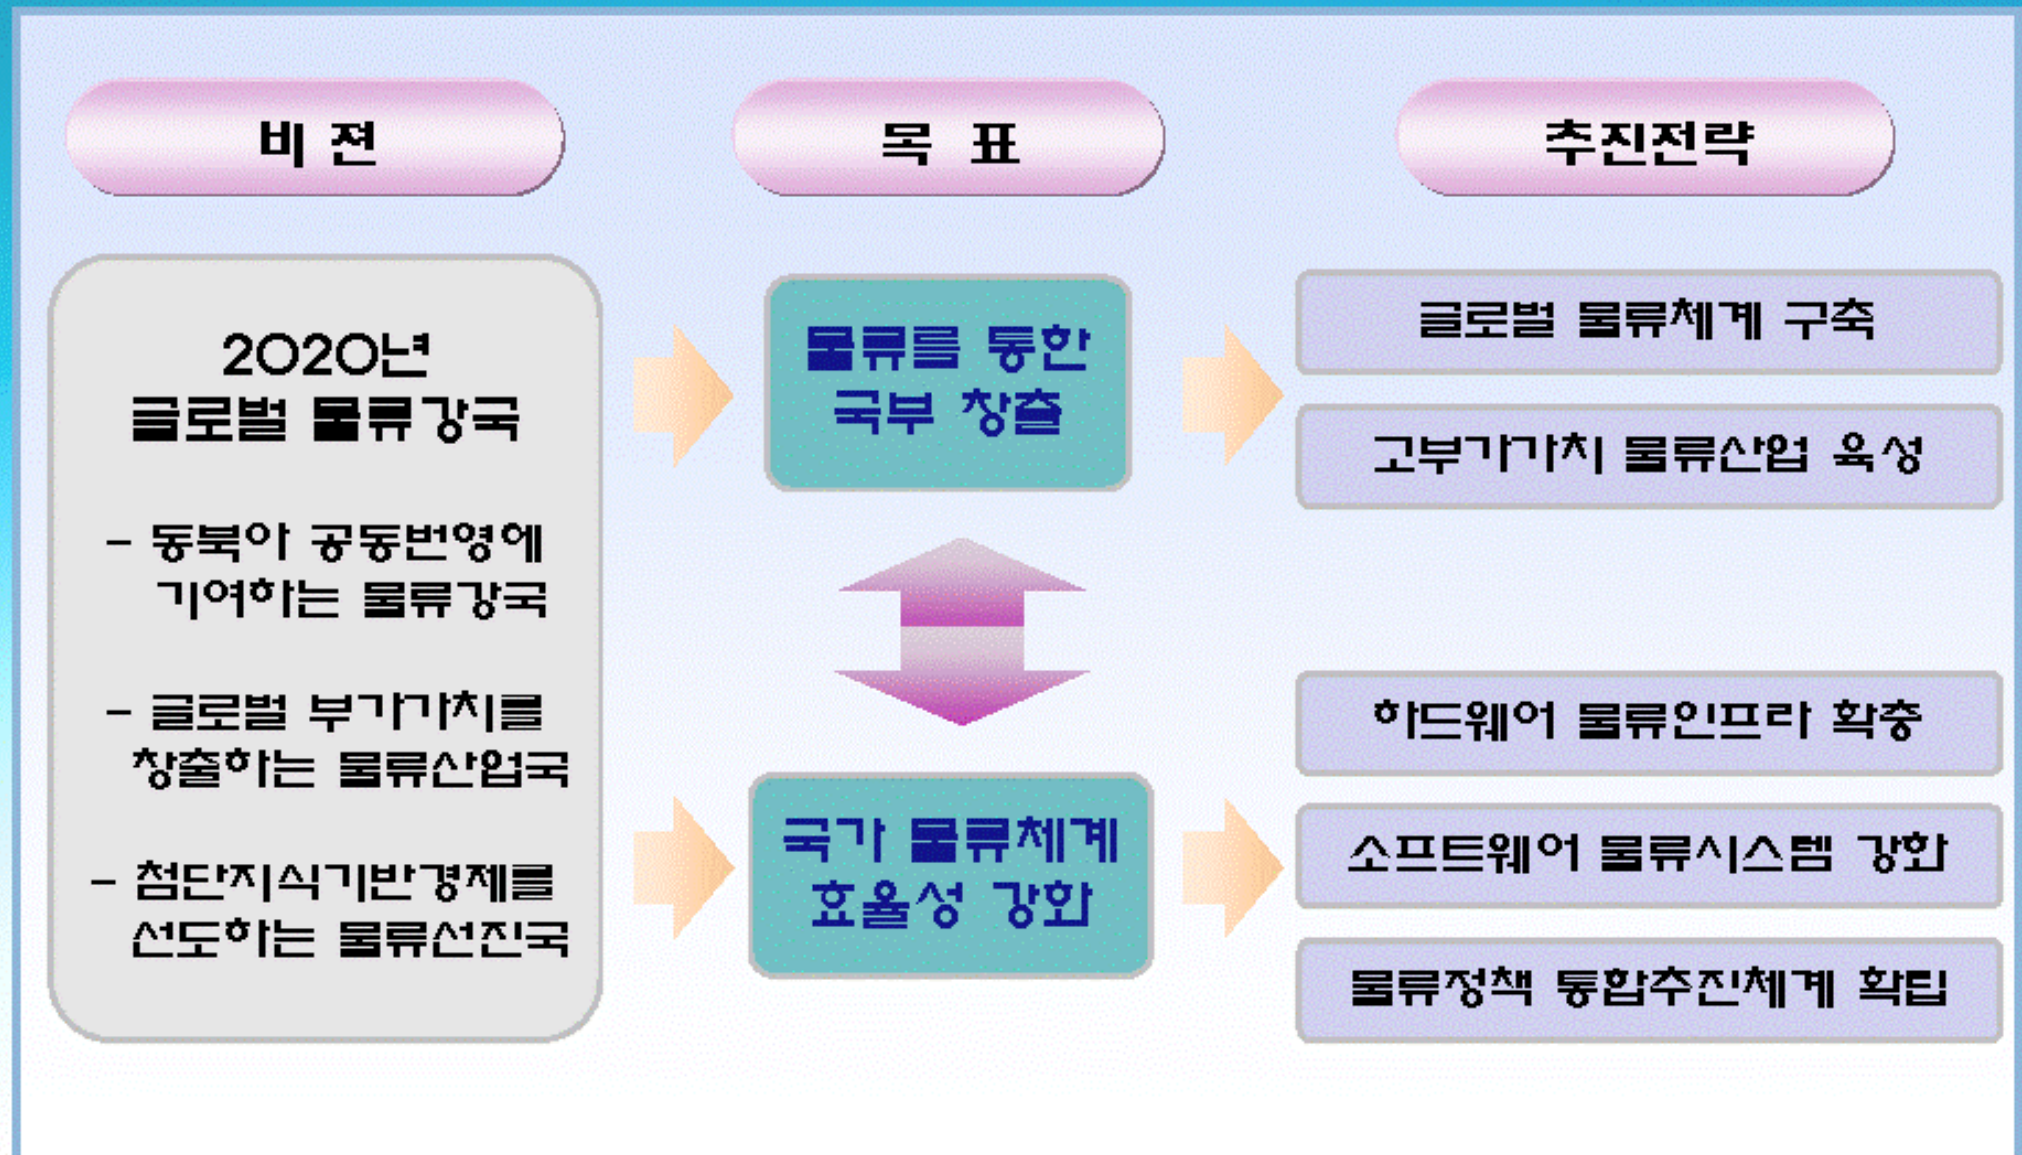 비 젼
목 표
추진전략
2020년
글로벌 물류강국
- 동북아 공동번영에
기여하는 물류강국
- 글로벌 부가가치를
창출하는 물류산업국
- 첨단지식기반경제를
선도하는 물류선진국
물류를 통한
국부 창출
국가 물류체계
효율성 강화
글로벌 물류체계 구축
고부가가치 물류산업 육성
하드웨어 물류인프라 확충
소프트웨어 물류시스템 강화
물류정책 통합추진체계 확립